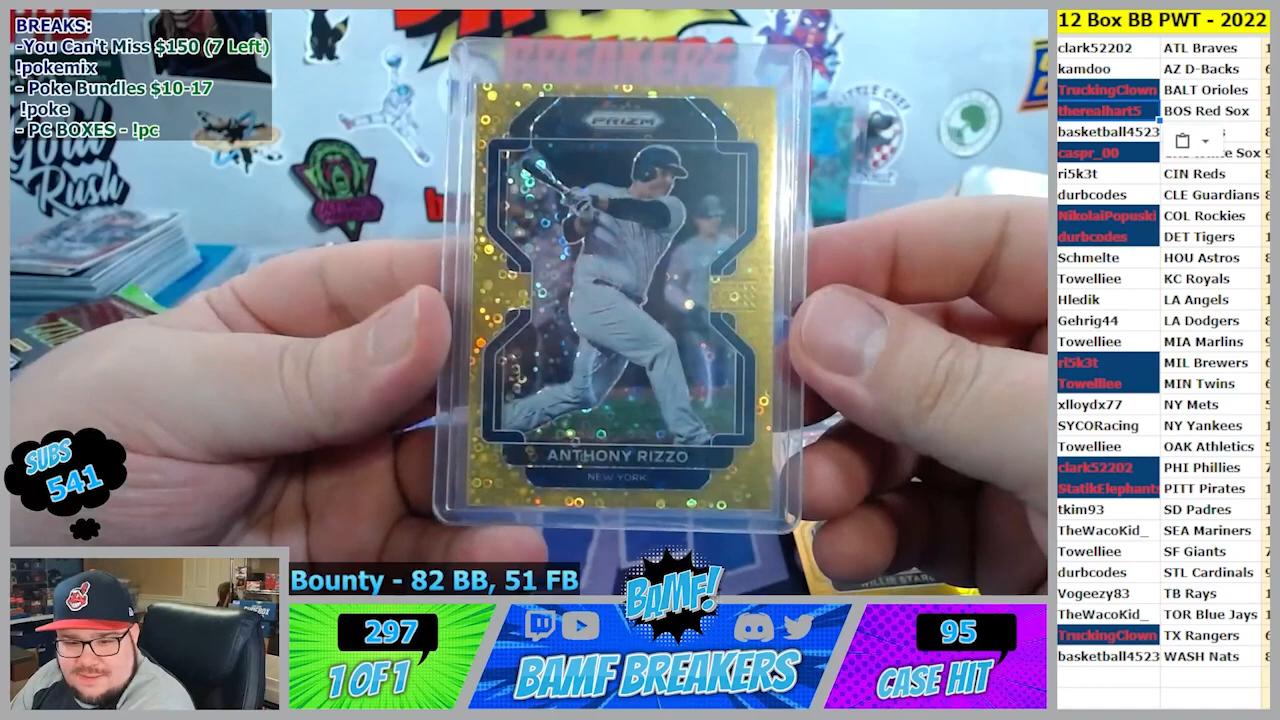 BREAKS:
-You Can't Miss $150 (7 Left)
!pokemix
- Poke Bundles $10-17
!poke
- PC BOXES - !pc
Gold
Rush
BREAKERS
PRIZM
ANTHONY RIZZO
NEW YORK
SUBS
541
Bounty - 82 BB, 51 FB
BAMF!
297
1 OF 1
BAMF BREAKERS
95
CASE HIT
12 Box BB PWT - 2022
clark52202 ATL Braves
kamdoo AZ D-Backs
TruckingClown BALT Orioles
therealhart5 BOS Red Sox
basketball4523
caspr_00 Sox
ri5k3t CIN Reds
durbcodes CLE Guardians
NikolaiPopuski COL Rockies
durbcodes DET Tigers
Schmelte HOU Astros
Towelliee KC Royals
Hledik LA Angels
Gehrig44 LA Dodgers
Towelliee MIA Marlins
ri5k3t MIL Brewers
Towelliee MIN Twins
xlloydx77 NY Mets
SYCORacing NY Yankees
Towelliee OAK Athletics
clark52202 PHI Phillies
StatikElephant PITT Pirates
tkim93 SD Padres
TheWacoKid_ SEA Mariners
Towelliee SF Giants
durbcodes STL Cardinals
Vogeezy83 TB Rays
TheWacoKid_ TOR Blue Jays
TruckingClown TX Rangers
basketball4523 WASH Nats